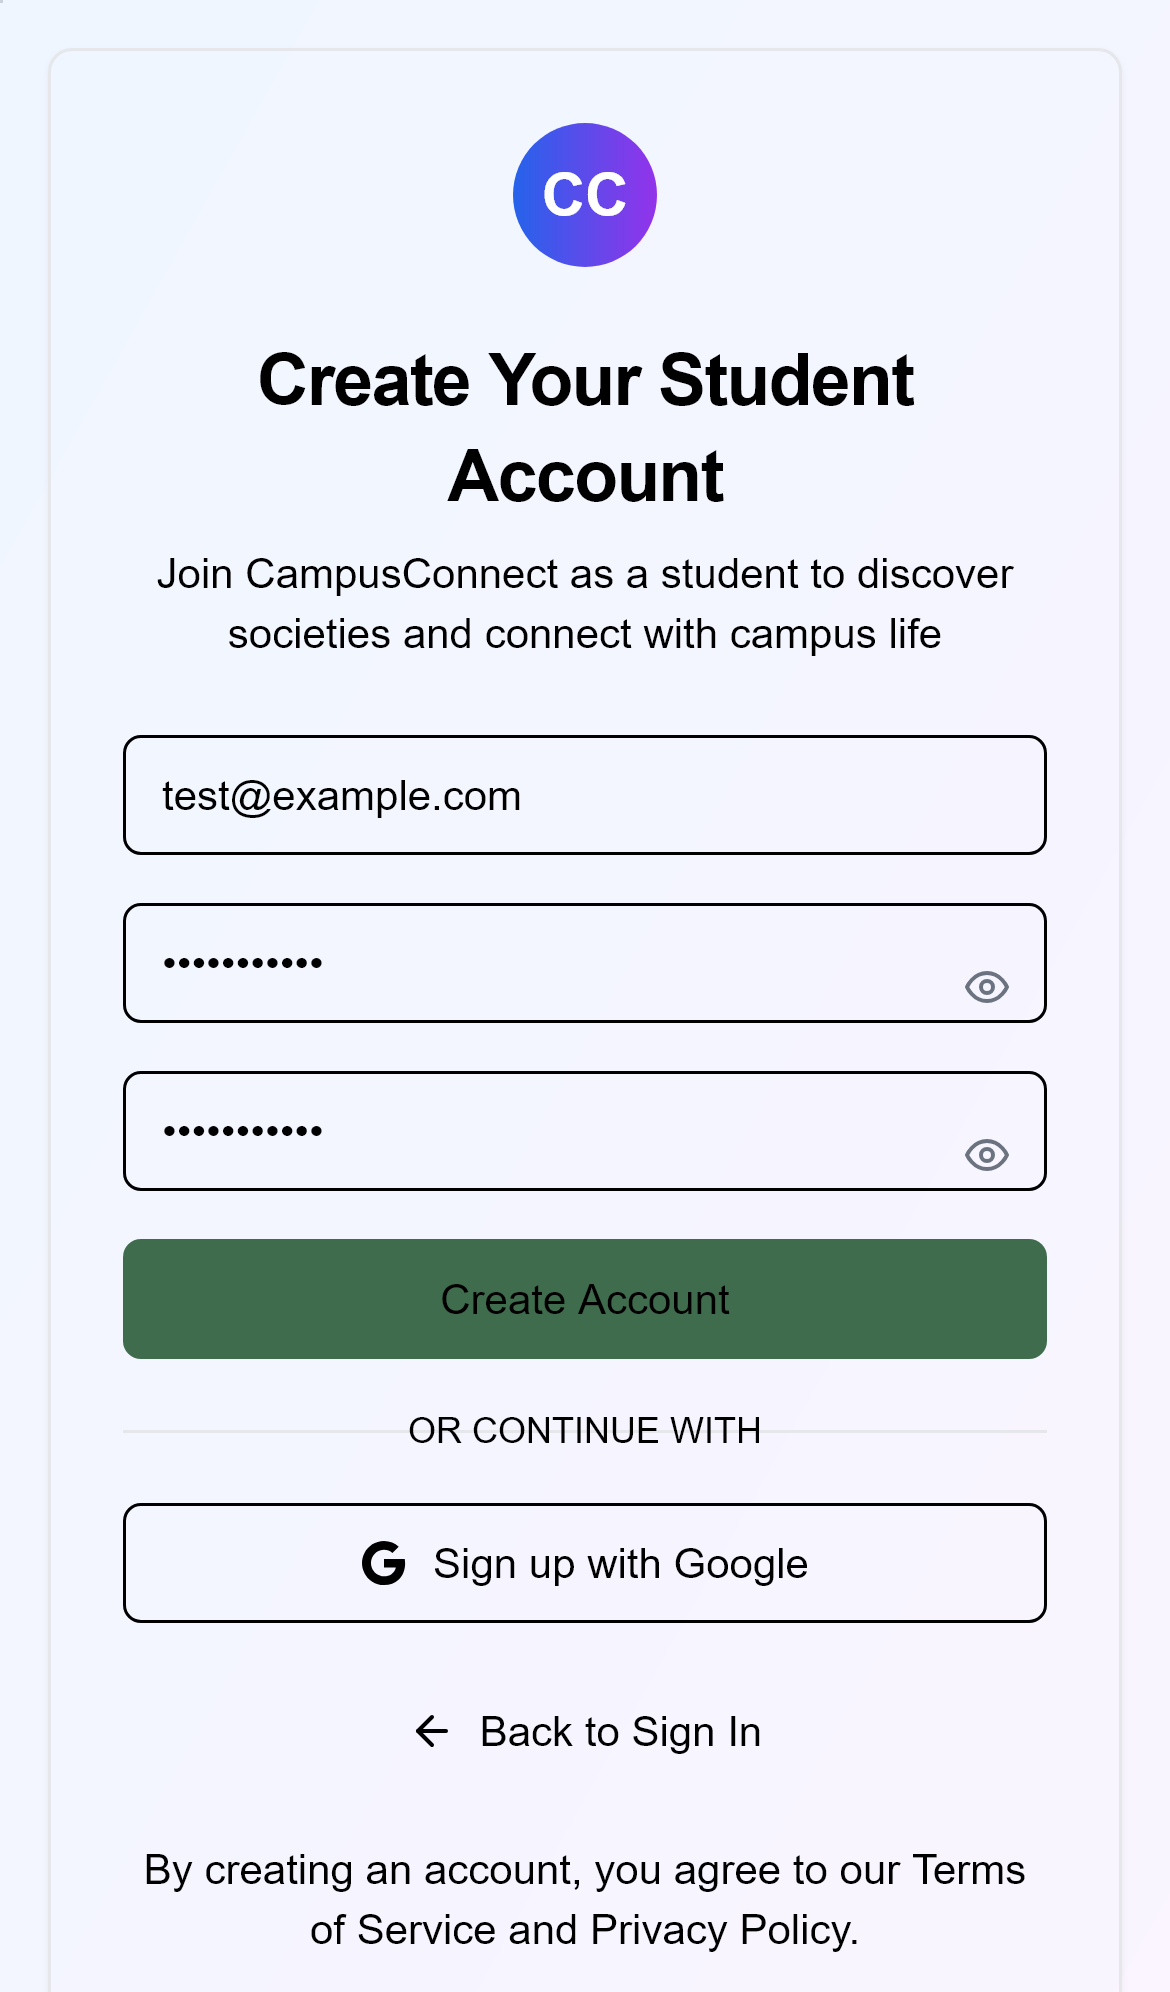 CC
Create Your Student
Account
Join CampusConnect as a student to discover
societies and connect with campus life
test@example.com
•••••••••••
•••••••••••
Create Account
OR CONTINUE WITH
Sign up with Google
Back to Sign In
By creating an account, you agree to our Terms
of Service and Privacy Policy.